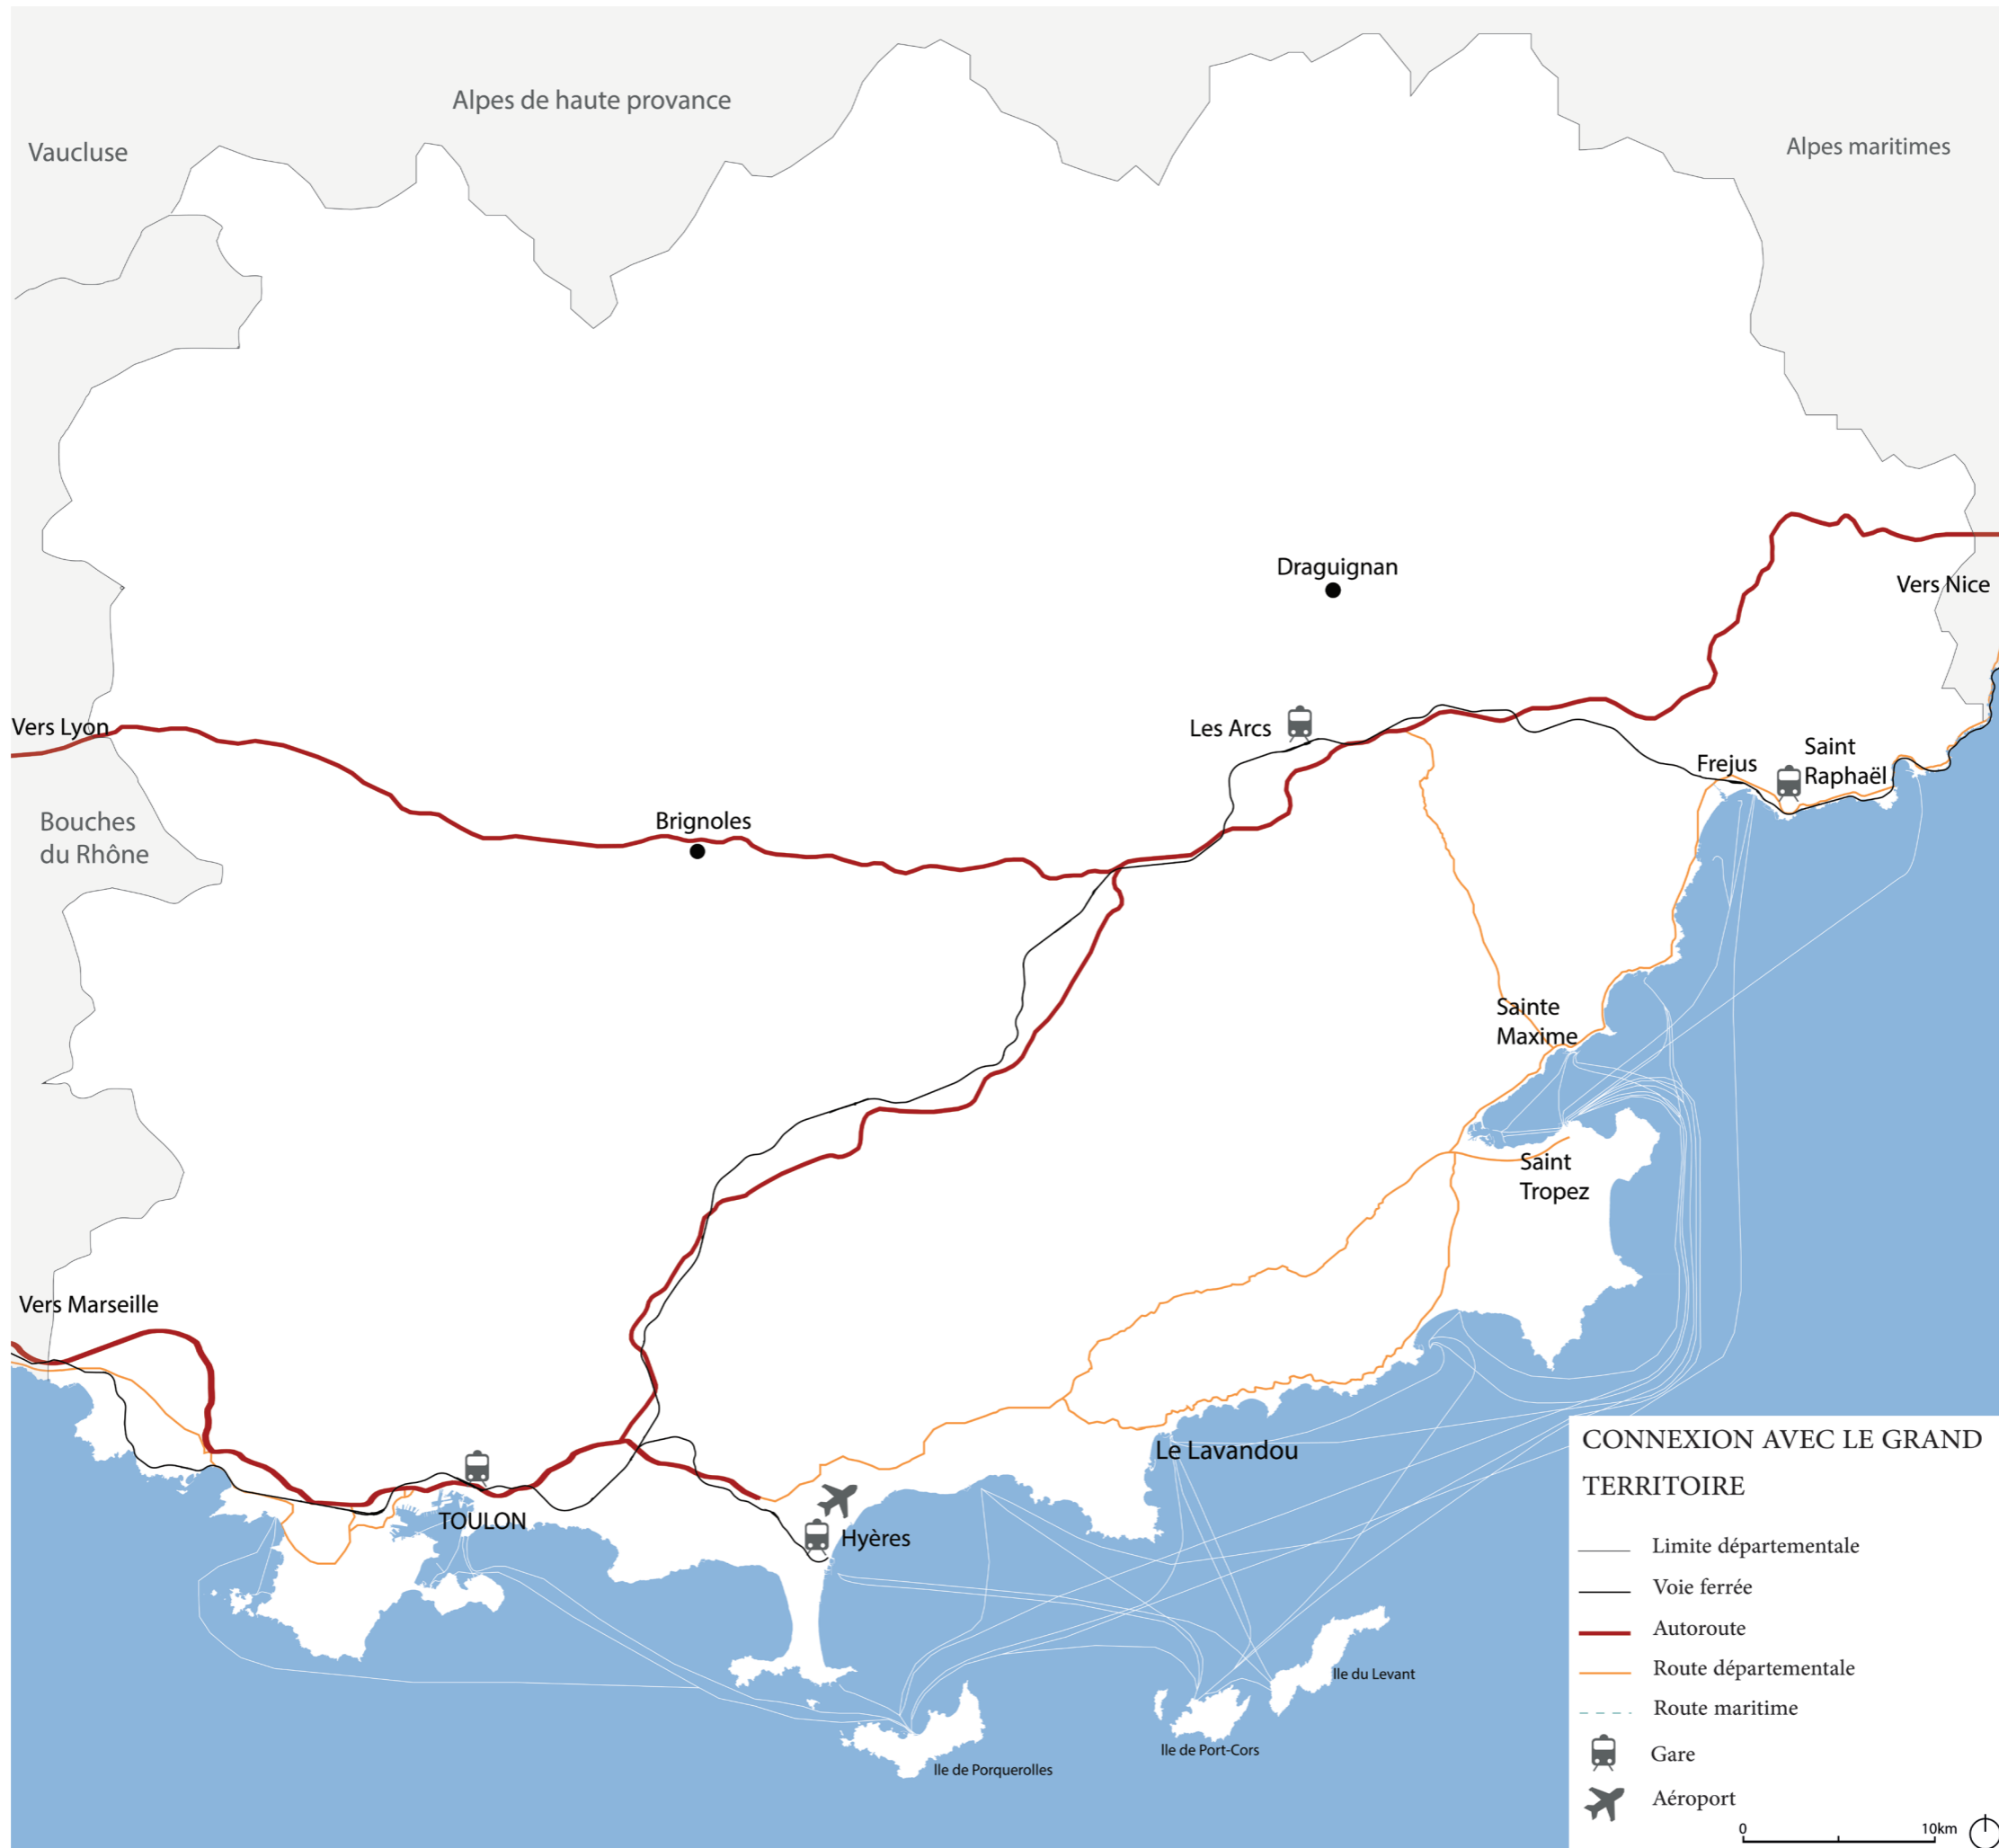 Alpes de haute provance
Vaucluse
Alpes maritimes
Draguignan
Vers Nice
Vers Lyon
Les Arcs
Frejus
Saint
Raphaël
Bouches
du Rhône
Brignoles
Sainte
Maxime
Saint
Tropez
Vers Marseille
Le Lavandou
TOULON
Hyères
Ile du Levant
Ile de Port-Cors
Ile de Porquerolles
CONNEXION AVEC LE GRAND
TERRITOIRE
Limite départementale
Voie ferrée
Autoroute
Route départementale
Route maritime
Gare
Aéroport
0 10km